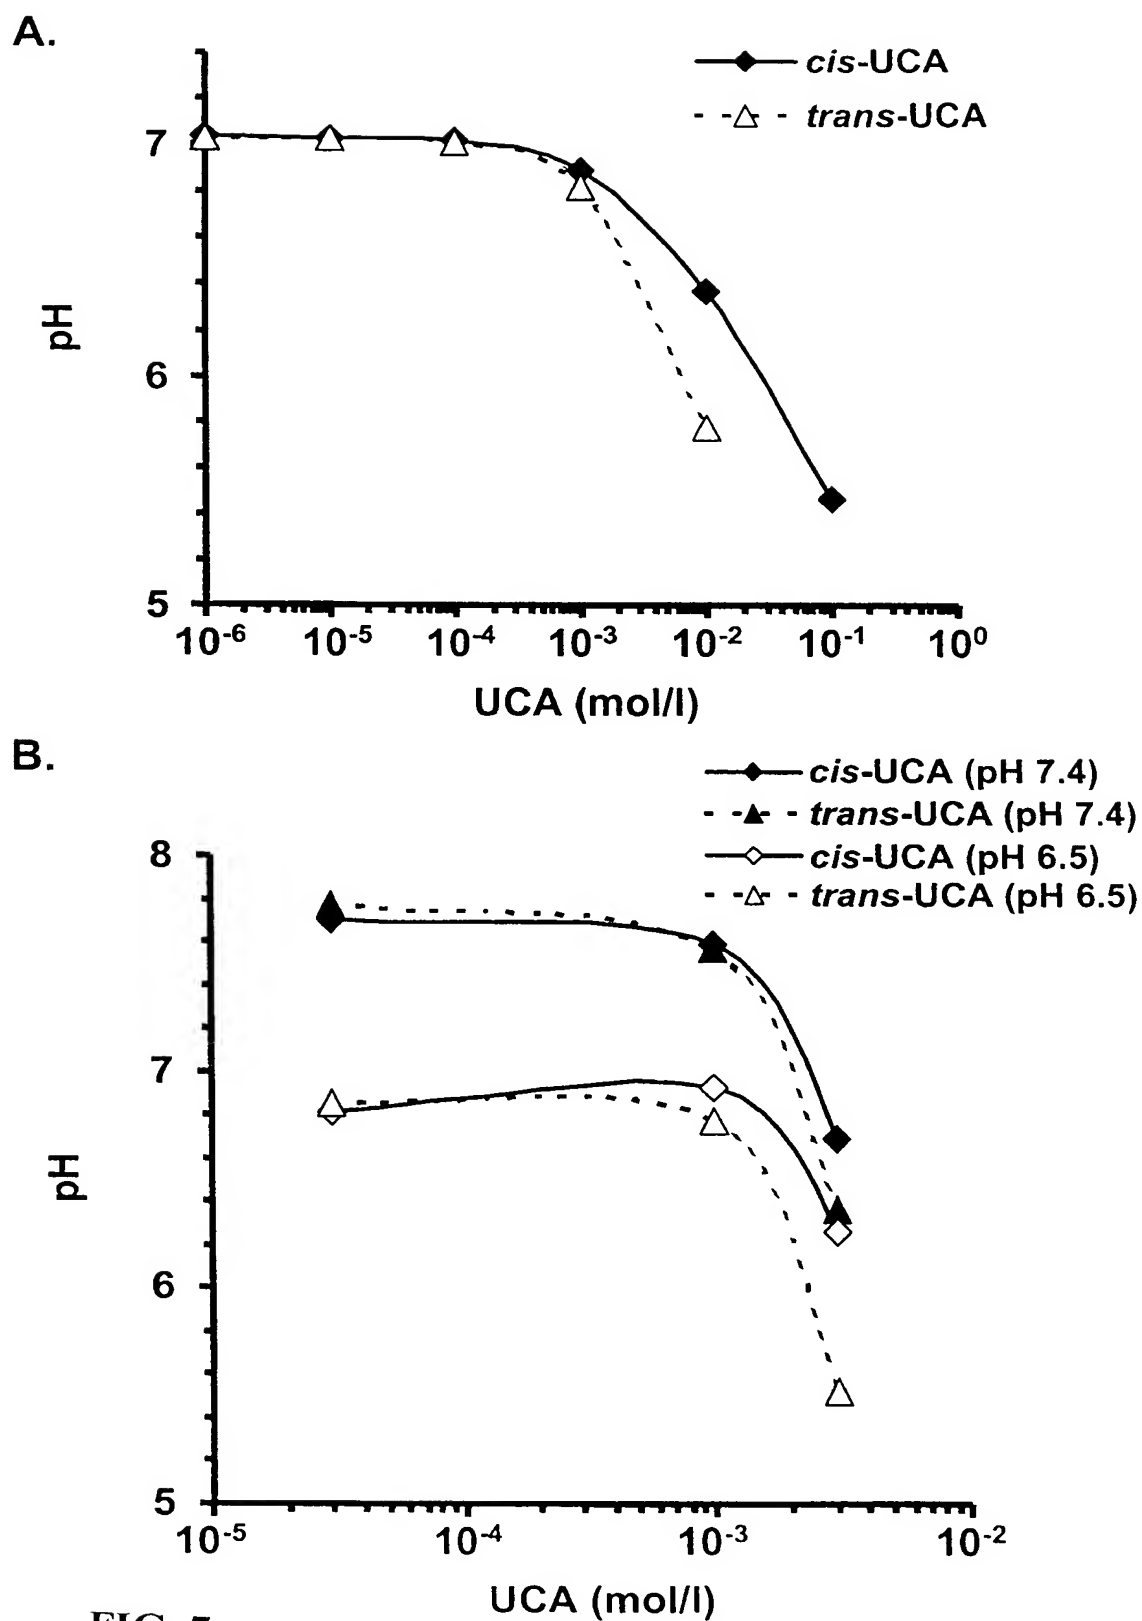 A.
cis-UCA
trans-UCA
7
6
5
pH
10⁻⁶ 10⁻⁵ 10⁻⁴ 10⁻³ 10⁻² 10⁻¹ 10⁰
UCA (mol/l)
B.
cis-UCA (pH 7.4)
trans-UCA (pH 7.4)
cis-UCA (pH 6.5)
trans-UCA (pH 6.5)
8
7
6
5
pH
10⁻⁵ 10⁻⁴ 10⁻³ 10⁻²
UCA (mol/l)
FIG.